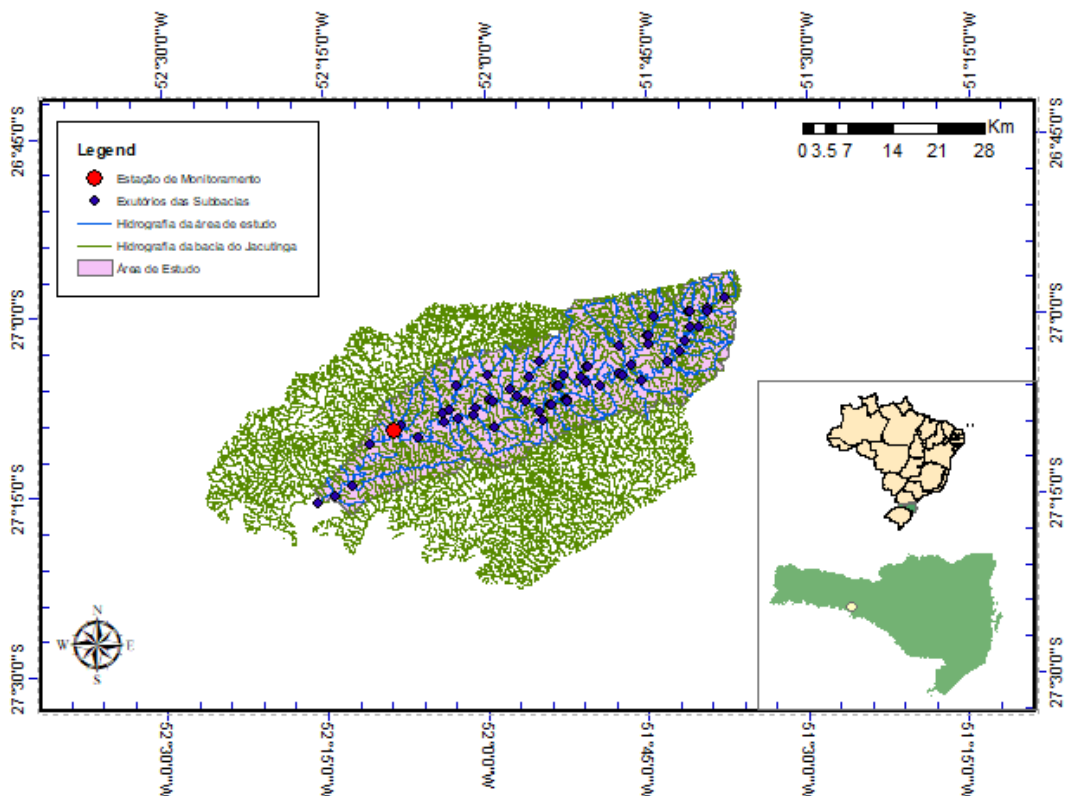 52°30'0"W 52°15'0"W 52°0'0"W 51°45'0"W 51°30'0"W 51°15'0"W
26°45'0"S 26°45'0"S
27°0'0"S 27°0'0"S
27°15'0"S 27°15'0"S
27°30'0"S 27°30'0"S
Legend
Estação de Monitoramento
Exutórios das Subbacias
Hidrografia da área de estudo
Hidrografia da bacia do Jacutinga
Área de Estudo
Km
0 3.5 7 14 21 28
N
W E
S
52°30'0"W 52°15'0"W 52°0'0"W 51°45'0"W 51°30'0"W 51°15'0"W